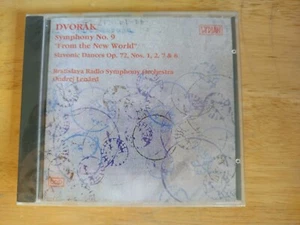 DVOŘÁK
Symphony No. 9
"From the New World"
Slavonic Dances Op. 72, Nos. 1, 2, 7 & 8
Bratislava Radio Symphony Orchestra
Ondrej Lenárd